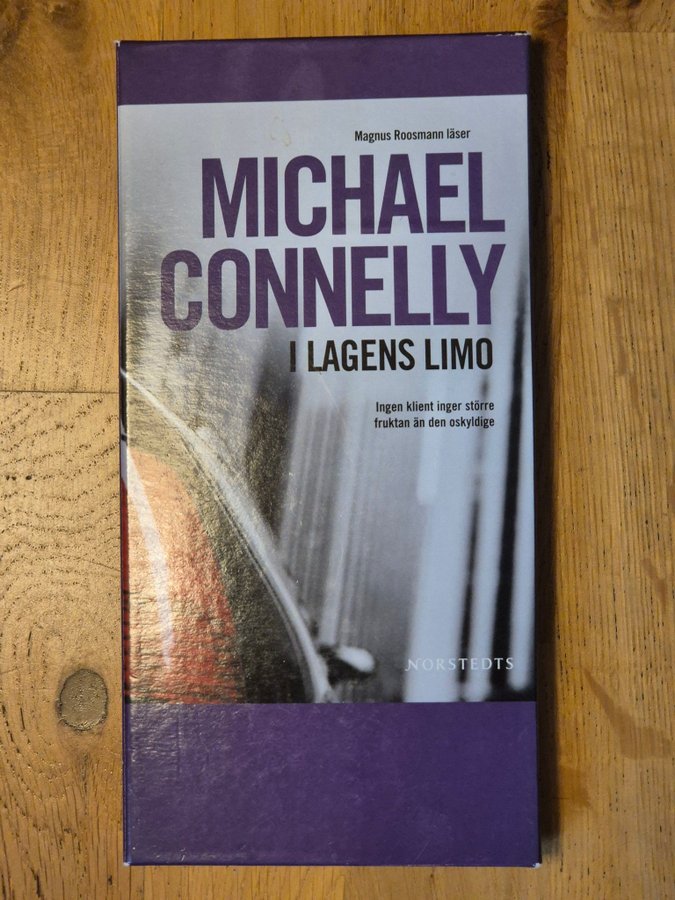 Magnus Roosmann läser
MICHAEL
CONNELLY
I LAGENS LIMO
Ingen klient inger större
fruktan än den oskyldige
NORSTEDTS